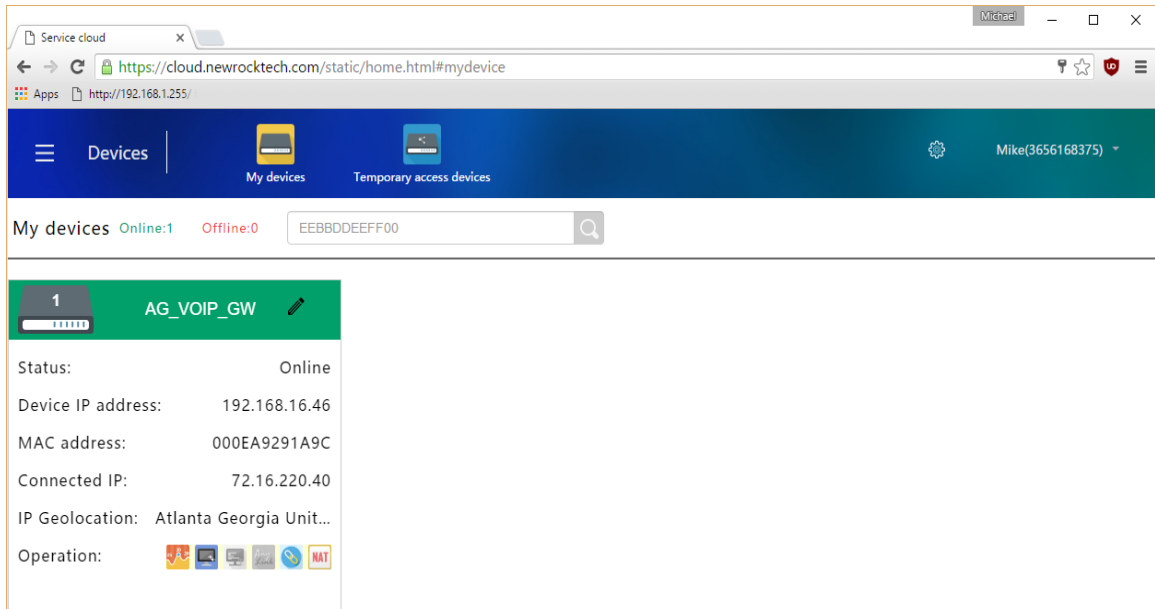 Michael
Service cloud
https://cloud.newrocktech.com/static/home.html#mydevice
Apps http://192.168.1.255/
Devices
My devices
Temporary access devices
Mike(3656168375)
My devices Online:1 Offline:0 EEBBDDEEFF00
1 AG_VOIP_GW
Status: Online
Device IP address: 192.168.16.46
MAC address: 000EA9291A9C
Connected IP: 72.16.220.40
IP Geolocation: Atlanta Georgia Unit...
Operation: NAT